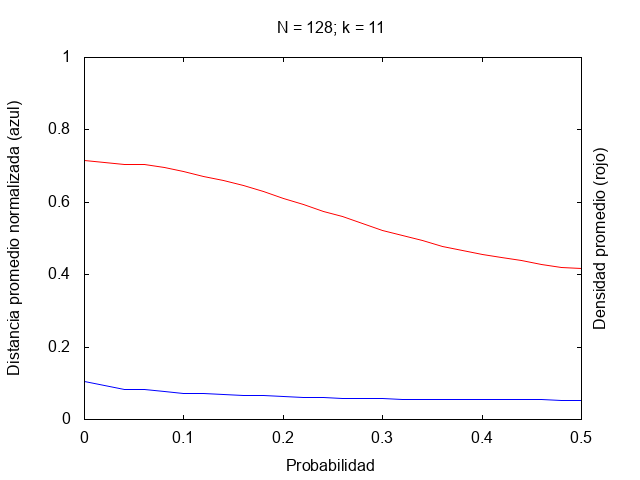 N = 128; k = 11
Distancia promedio normalizada (azul)
1
0.8
0.6
0.4
0.2
0
Densidad promedio (rojo)
0 0.1 0.2 0.3 0.4 0.5
Probabilidad